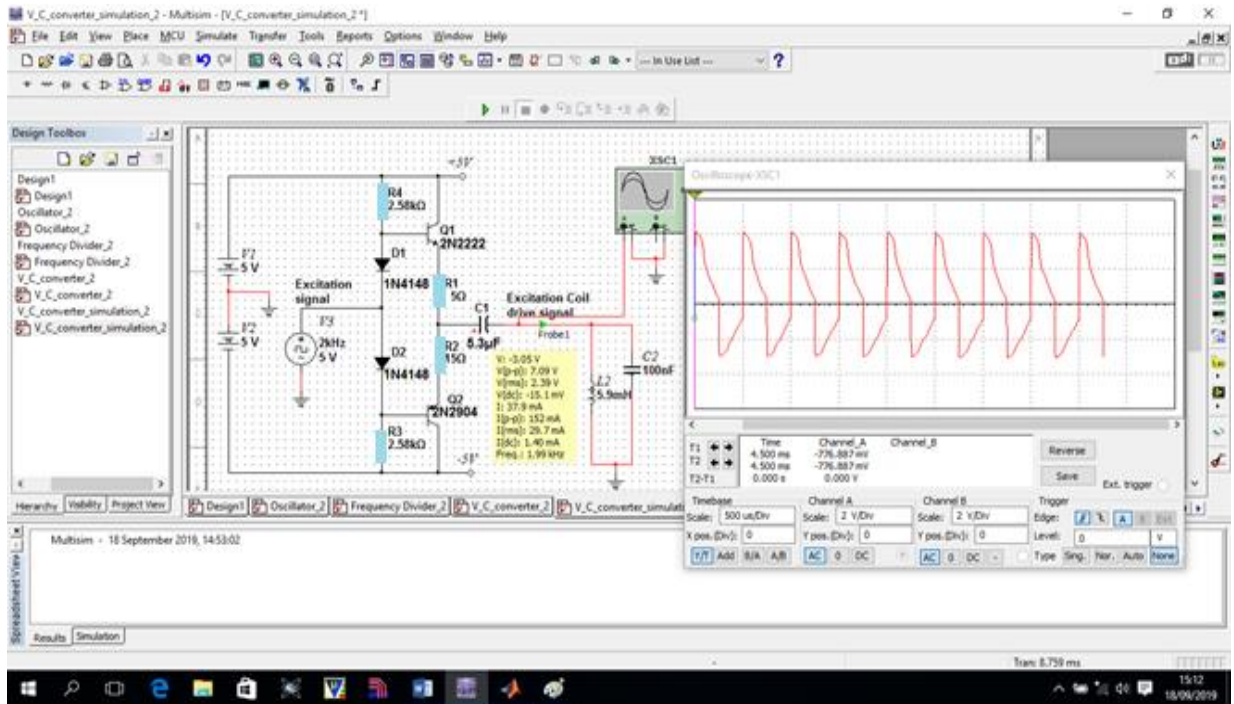 V_C_converter_simulation_2 - Multisim - [V_C_converter_simulation_2 *]
File Edit View Place MCU Simulate Transfer Tools Reports Options Window Help
--- In Use List ---
Design Toolbox
Design1
Design1
Oscillator_2
Oscillator_2
Frequency Divider_2
Frequency Divider_2
V_C_converter_2
V_C_converter_2
V_C_converter_simulation_2
V_C_converter_simulation_2
Hierarchy Visibility Project View
+5V
R4
2.58kΩ
Q1
2N2222
V1
5 V
D1
1N4148
R1
5Ω
Excitation
signal
V3
2kHz
5 V
C1
Excitation Coil
drive signal
Probe1
V2
5 V
D2
1N4148
R2
V: -3.05 V
V(p-p): 7.09 V
V(rms): 2.39 V
V(dc): -15.1 mV
I: 37.9 mA
I(p-p): 152 mA
I(rms): 29.7 mA
I(dc): 1.40 mA
Freq.: 1.99 kHz
L2
5.9mH
C2
100nF
Q2
2N2904
R3
2.58kΩ
-5V
XSC1
Design1 Oscillator_2 Frequency Divider_2 V_C_converter_2 V_C_converter_simulati
Oscilloscope-XSC1
Time Channel_A Channel_B
T1 4.500 ms -776.887 mV
T2 4.500 ms -776.887 mV
T2-T1 0.000 s 0.000 V
Reverse
Save
Ext. trigger
Timebase Channel A Channel B Trigger
Scale: 500 us/Div Scale: 2 V/Div Scale: 2 V/Div Edge: A B Ext
X pos.(Div): 0 Y pos.(Div): 0 Y pos.(Div): 0 Level: 0 V
Y/T Add B/A A/B AC 0 DC AC 0 DC - Type Sing. Nor. Auto None
Spreadsheet View
Multisim - 18 September 2019, 14:53:02
Results Simulation
Tran: 8.759 ms
15:12
18/09/2019